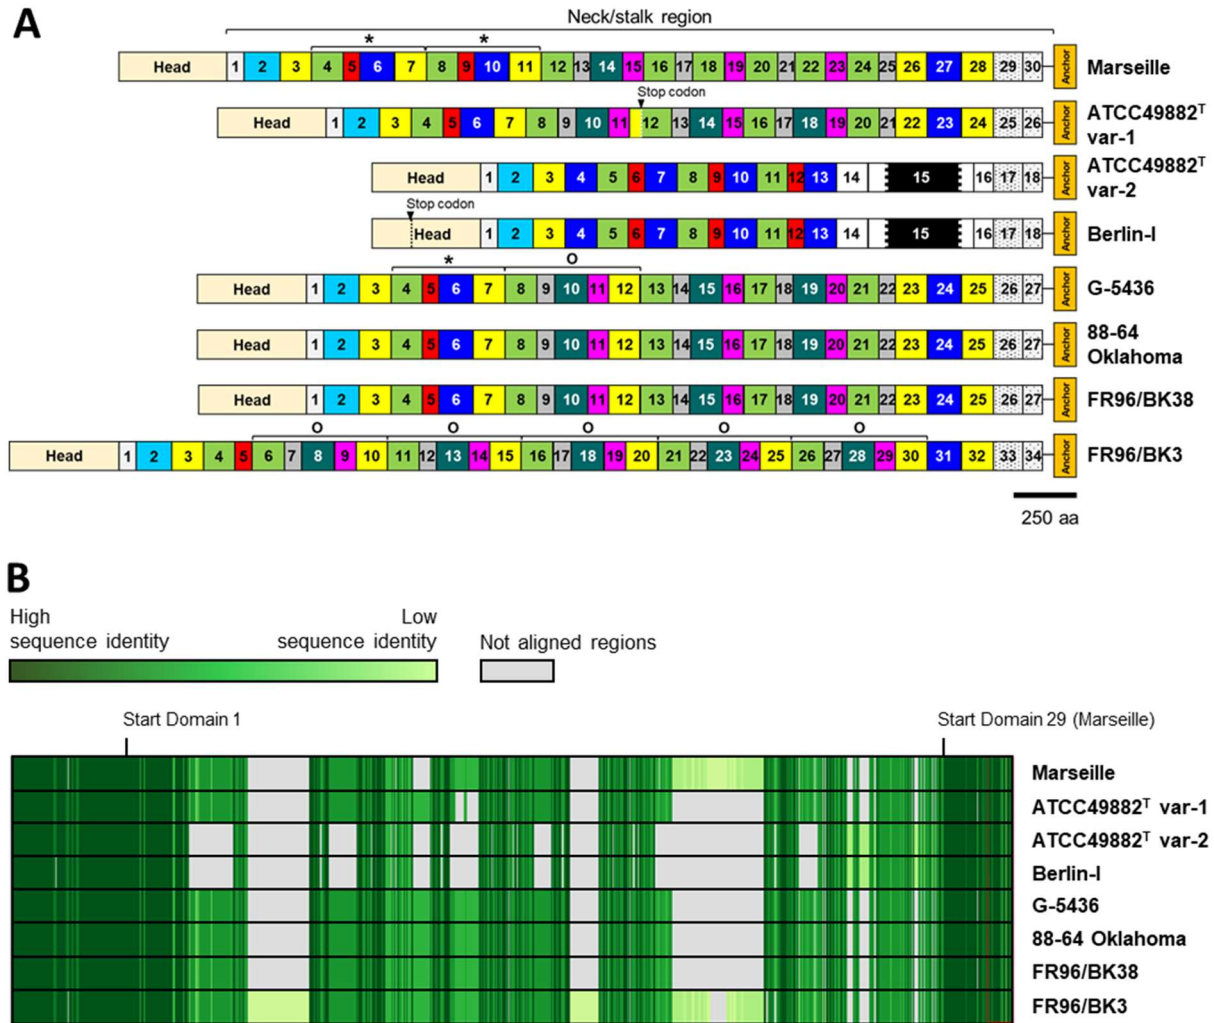 A
Neck/stalk region
* *
Head 1 2 3 4 5 6 7 8 9 10 11 12 13 14 15 16 17 18 19 20 21 22 23 24 25 26 27 28 29 30 Anchor Marseille
Stop codon
Head 1 2 3 4 5 6 7 8 9 10 11 12 13 14 15 16 17 18 19 20 21 22 23 24 25 26 Anchor ATCC49882ᵀ
var-1
Head 1 2 3 4 5 6 7 8 9 10 11 12 13 14 15 16 17 18 Anchor ATCC49882ᵀ
var-2
Stop codon
Head 1 2 3 4 5 6 7 8 9 10 11 12 13 14 15 16 17 18 Anchor Berlin-I
* o
Head 1 2 3 4 5 6 7 8 9 10 11 12 13 14 15 16 17 18 19 20 21 22 23 24 25 26 27 Anchor G-5436
Head 1 2 3 4 5 6 7 8 9 10 11 12 13 14 15 16 17 18 19 20 21 22 23 24 25 26 27 Anchor 88-64
Oklahoma
Head 1 2 3 4 5 6 7 8 9 10 11 12 13 14 15 16 17 18 19 20 21 22 23 24 25 26 27 Anchor FR96/BK38
o o o o o
Head 1 2 3 4 5 6 7 8 9 10 11 12 13 14 15 16 17 18 19 20 21 22 23 24 25 26 27 28 29 30 31 32 33 34 Anchor FR96/BK3
250 aa
B
High
sequence identity
Low
sequence identity
Not aligned regions
Start Domain 1
Start Domain 29 (Marseille)
Marseille
ATCC49882ᵀ var-1
ATCC49882ᵀ var-2
Berlin-I
G-5436
88-64 Oklahoma
FR96/BK38
FR96/BK3